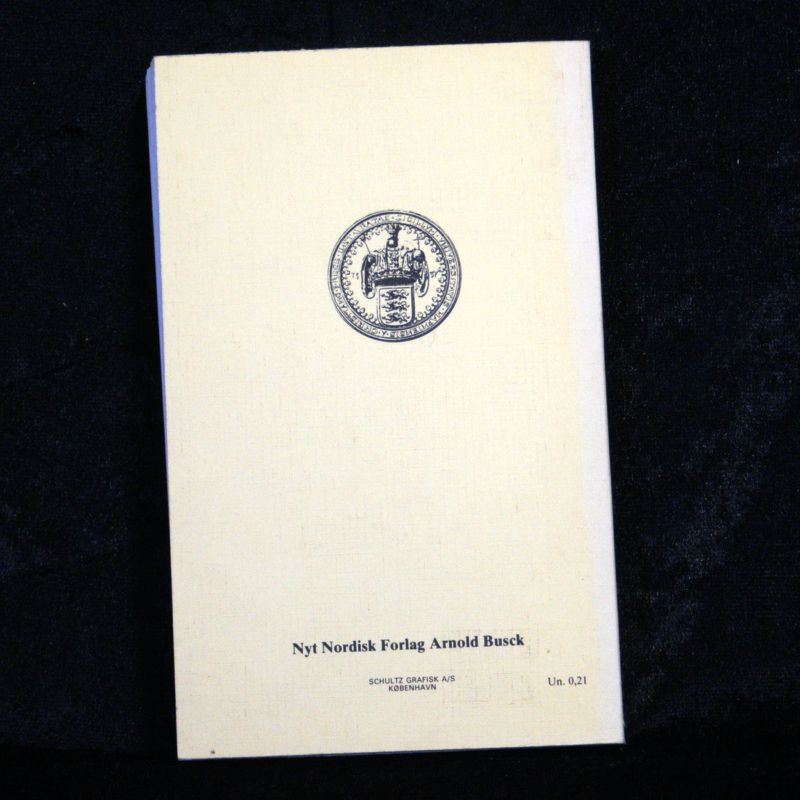 Nyt Nordisk Forlag Arnold Busck
SCHULTZ GRAFISK A/S
KØBENHAVN
Un. 0,21